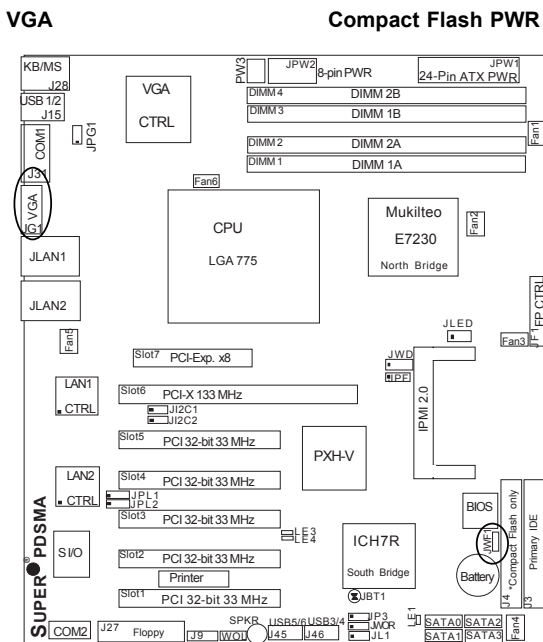 VGA
Compact Flash PWR
KB/MS
J28
USB 1/2
J15
JPG1
VGA
CTRL
PW3
JPW2
8-pin PWR
JPW1
24-Pin ATX PWR
DIMM 4
DIMM 2B
DIMM 3
DIMM 1B
DIMM 2
DIMM 2A
DIMM 1
DIMM 1A
Fan1
COM1
J31
VGA
JG1
Fan6
CPU
LGA 775
Mukilteo
E7230
North Bridge
Fan2
JLAN1
JLAN2
Fan5
JLED
FP CTRL
JF1
Fan3
Slot7
PCI-Exp. x8
JWD
JPF
IPMI 2.0
LAN1
CTRL
Slot6
PCI-X 133 MHz
JI2C1
JI2C2
Slot5
PCI 32-bit 33 MHz
PXH-V
LAN2
CTRL
Slot4
PCI 32-bit 33 MHz
JPL1
JPL2
BIOS
Slot3
PCI 32-bit 33 MHz
LE3
LE4
S I/O
ICH7R
South Bridge
JWF1
J4
*Compact Flash only
J3
Primary IDE
Slot2
PCI 32-bit 33 MHz
Battery
Printer
JBT1
Slot1
PCI 32-bit 33 MHz
SUPER® PDSMA
COM2
J27
Floppy
J9
WOL
SPKR
USB5/6
J45
USB3/4
J46
JP3
JWOR
JL1
LE1
SATA0
SATA2
SATA1
SATA3
Fan4